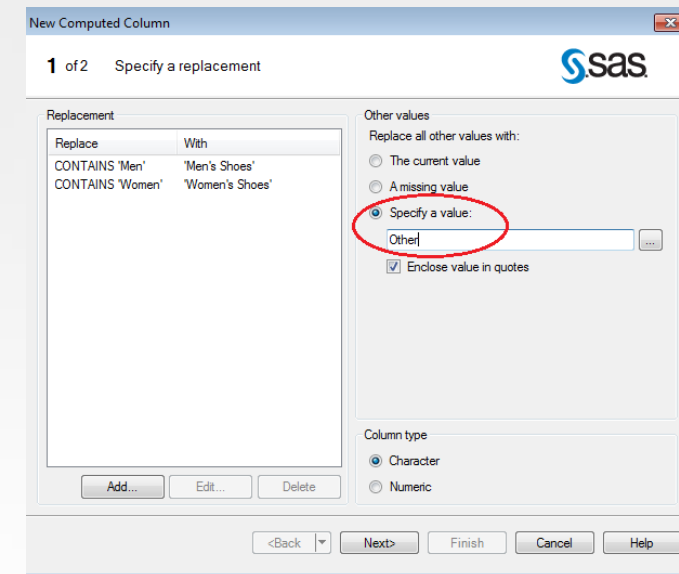 New Computed Column
1 of 2 Specify a replacement
sas
Replacement
Replace With
CONTAINS 'Men' 'Men's Shoes'
CONTAINS 'Women' 'Women's Shoes'
Add... Edit... Delete
Other values
Replace all other values with:
The current value
A missing value
Specify a value:
Other
...
Enclose value in quotes
Column type
Character
Numeric
<Back Next> Finish Cancel Help